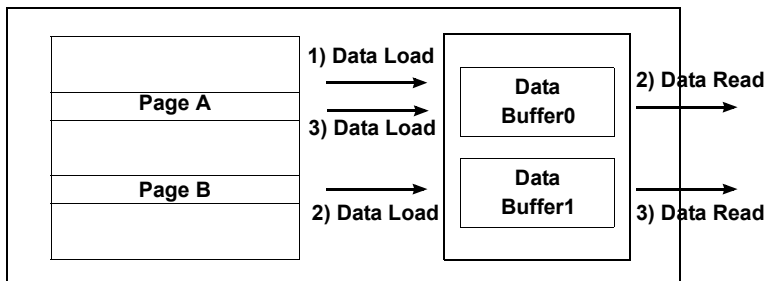 1) Data Load
Page A
3) Data Load
Page B
2) Data Load
Data
Buffer0
Data
Buffer1
2) Data Read
3) Data Read